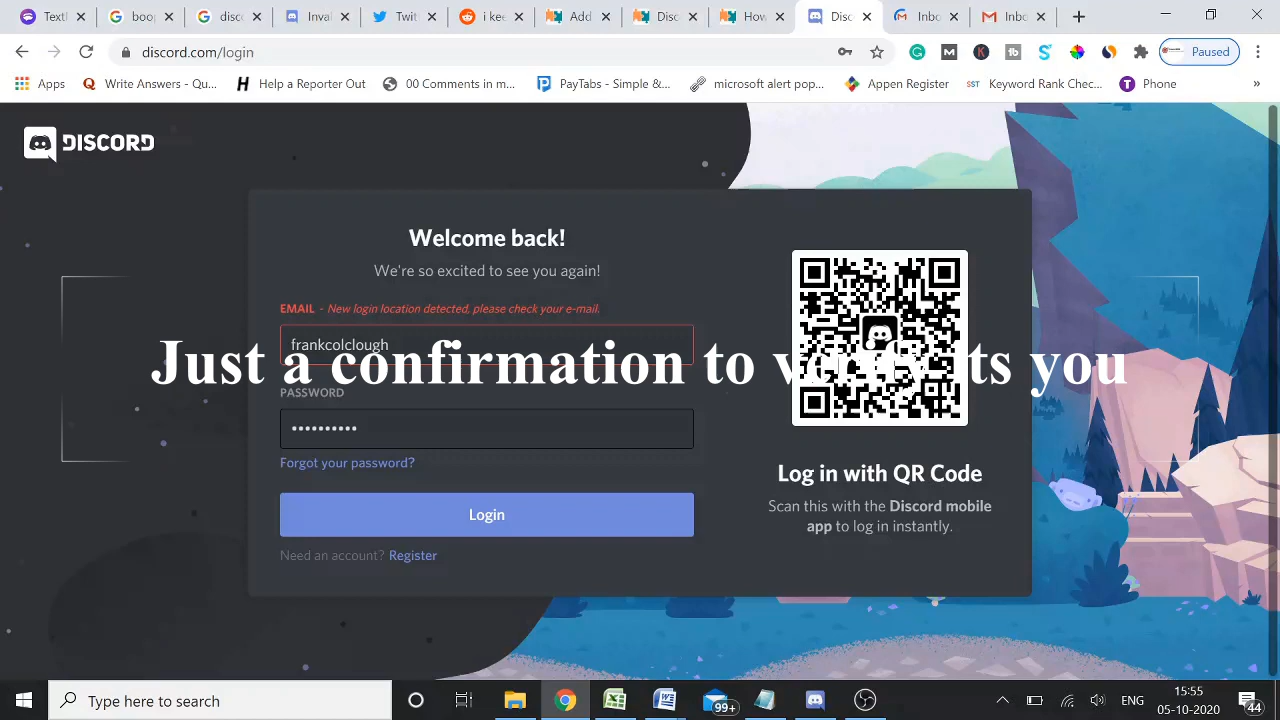 Text
goog
disc
Inval
Twit
i kee
Add
Disc
How
Disc
Inbo
Inbo
discord.com/login
Paused
Apps
Write Answers - Qu...
Help a Reporter Out
00 Comments in m...
PayTabs - Simple &...
microsoft alert pop...
Appen Register
SST Keyword Rank Chec...
Phone
»
DISCORD
Welcome back!
We're so excited to see you again!
EMAIL - New login location detected, please check your e-mail.
frankcolclough
Just a confirmation to verify its you
PASSWORD
Forgot your password?
Login
Need an account? Register
Log in with QR Code
Scan this with the Discord mobile
app to log in instantly.
Type here to search
99+
ENG
15:55
05-10-2020
44